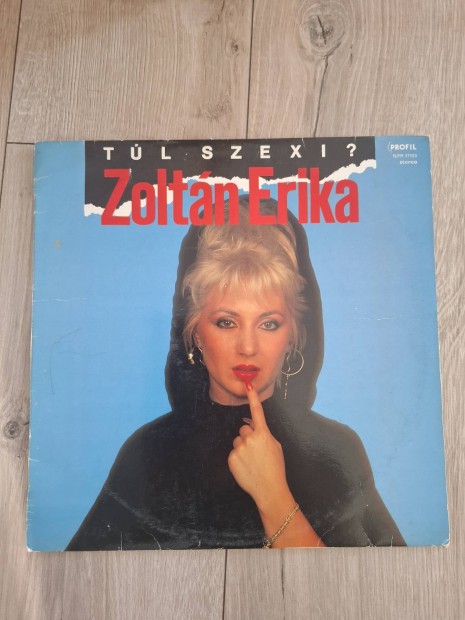 TÚL SZEXI?
PROFIL
stereo
Zoltán Erika